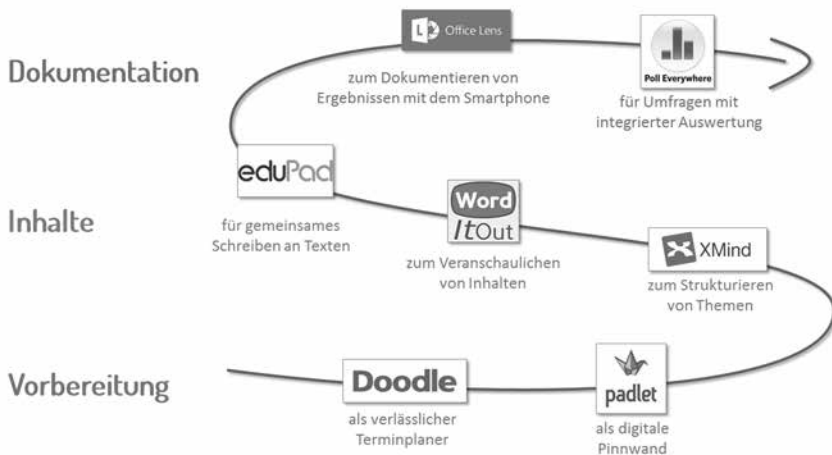 Dokumentation
Office Lens
zum Dokumentieren von
Ergebnissen mit dem Smartphone
Poll Everywhere
für Umfragen mit
integrierter Auswertung
Inhalte
eduPad
für gemeinsames
Schreiben an Texten
Word
ItOut
zum Veranschaulichen
von Inhalten
XMind
zum Strukturieren
von Themen
Vorbereitung
Doodle
als verlässlicher
Terminplaner
padlet
als digitale
Pinnwand